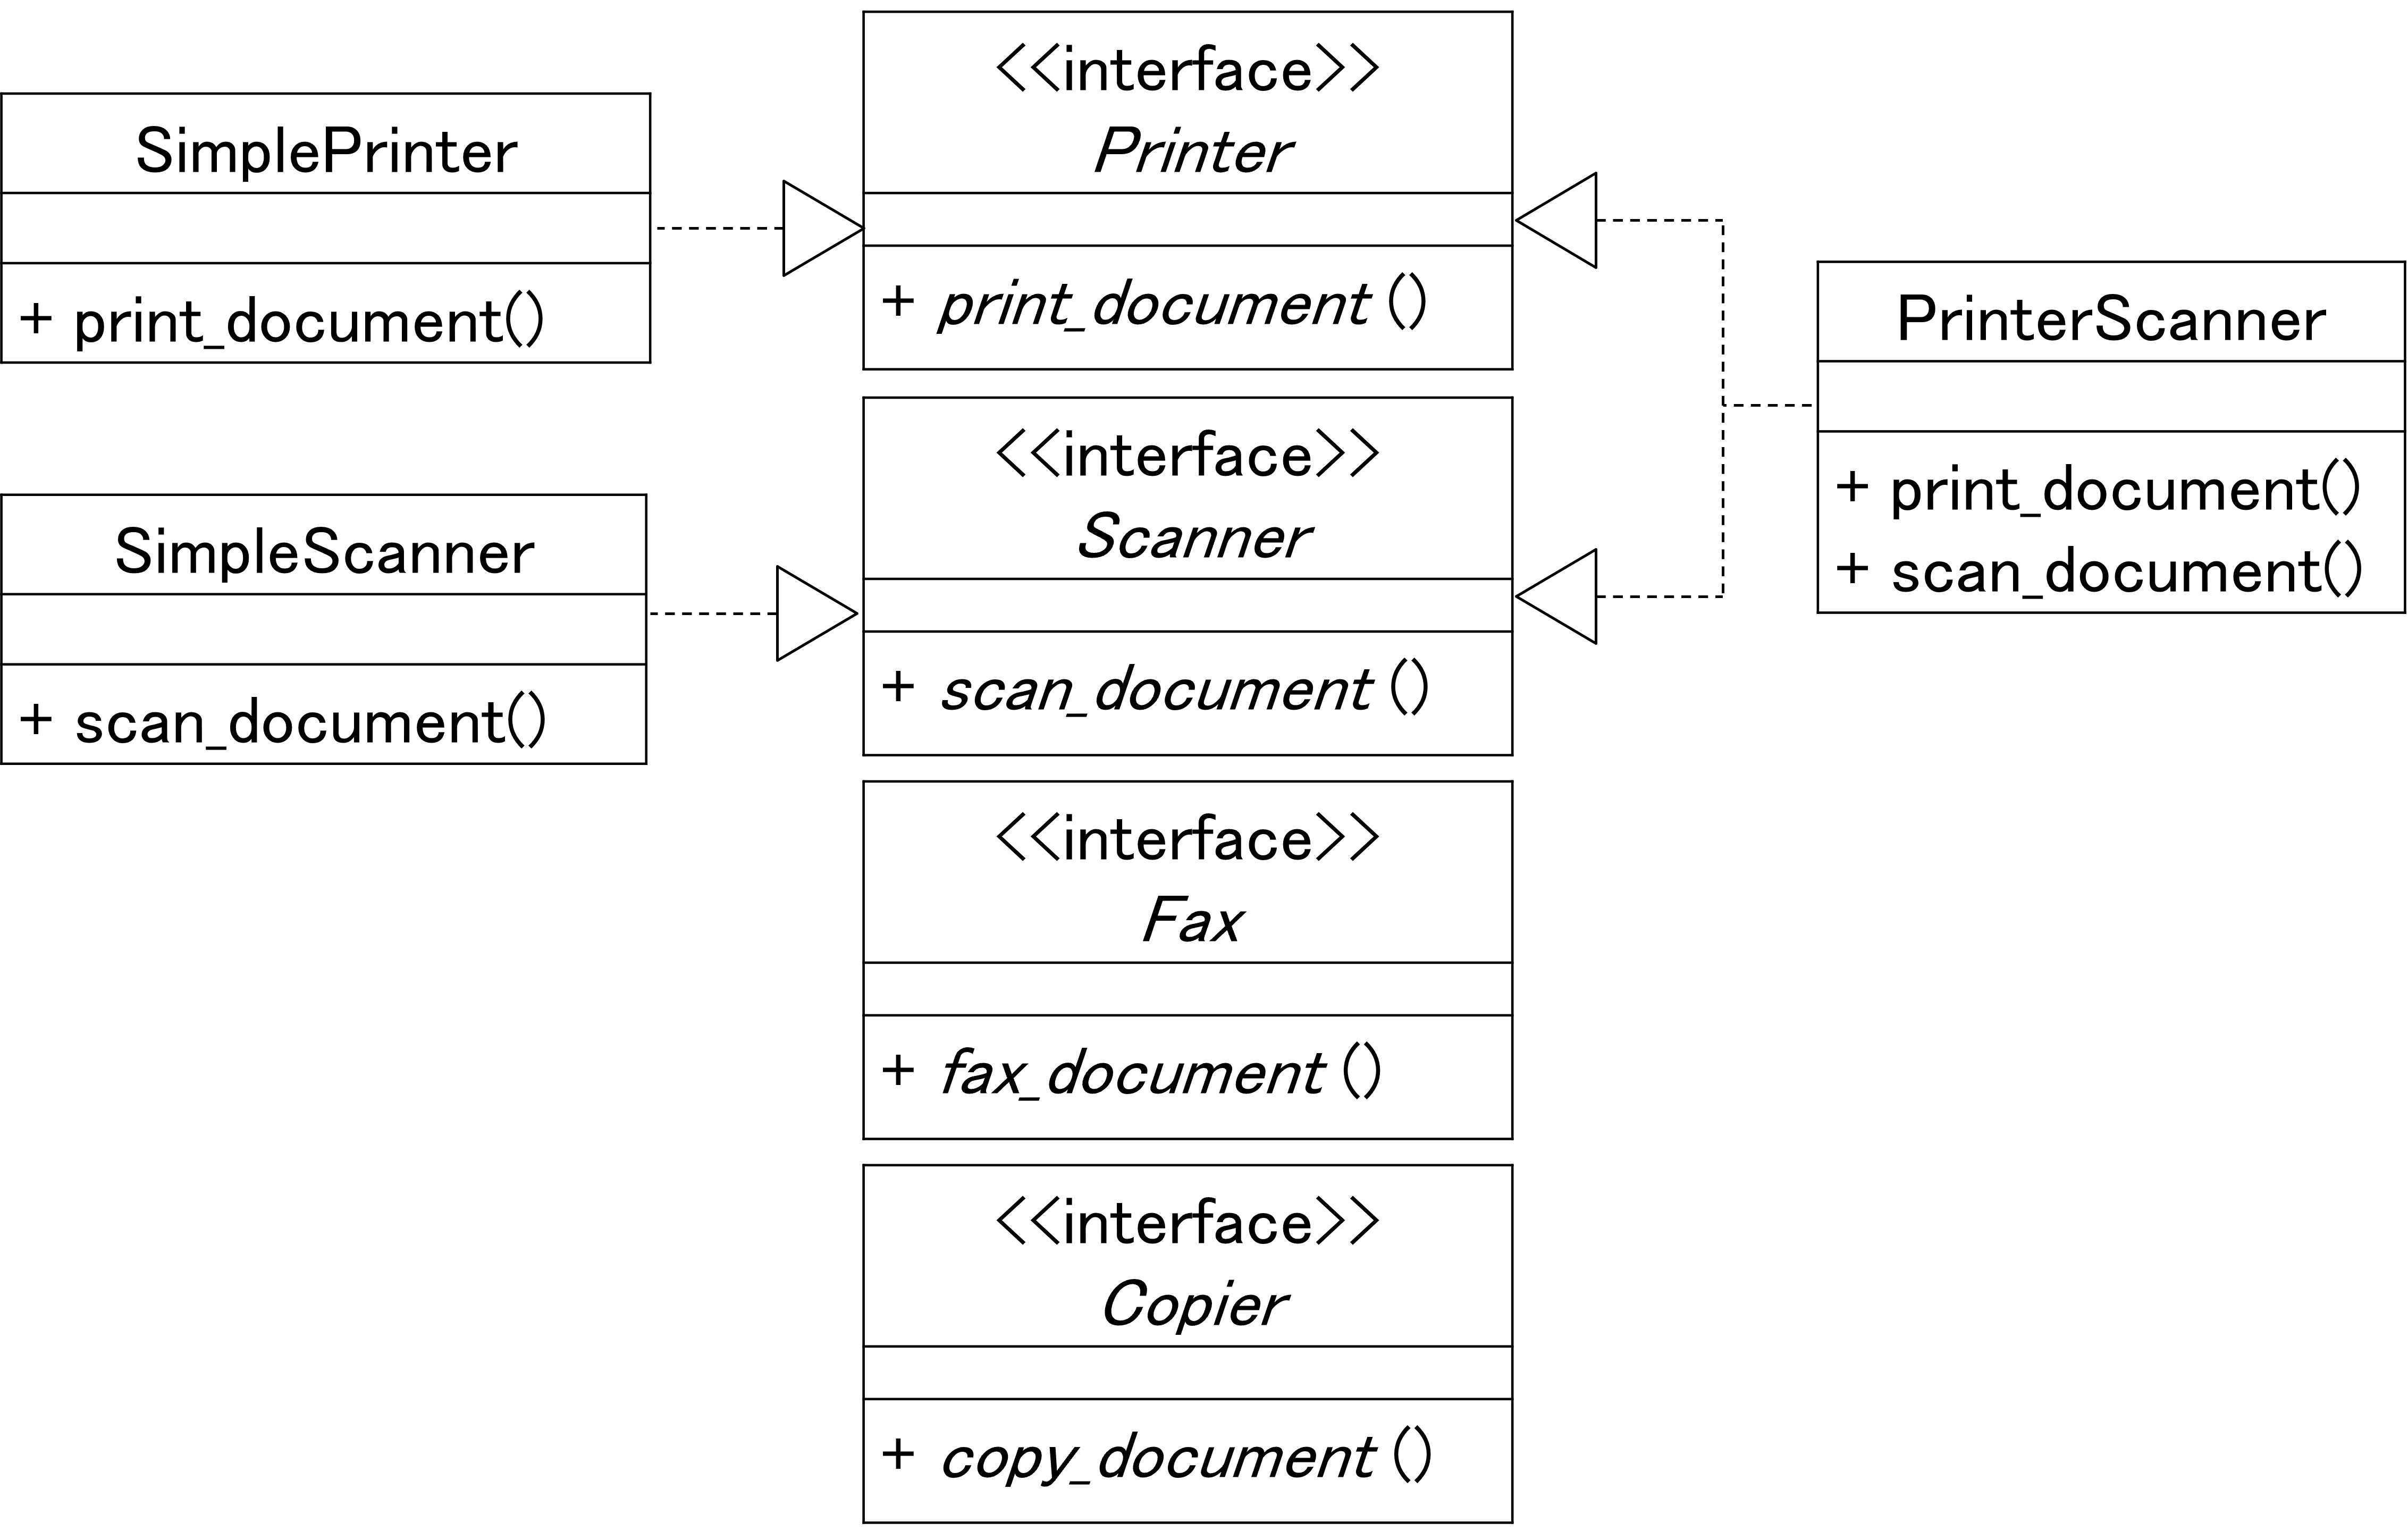 SimplePrinter
+ print_document()
SimpleScanner
+ scan_document()
<<interface>>
Printer
+ print_document ()
<<interface>>
Scanner
+ scan_document ()
<<interface>>
Fax
+ fax_document ()
<<interface>>
Copier
+ copy_document ()
PrinterScanner
+ print_document()
+ scan_document()